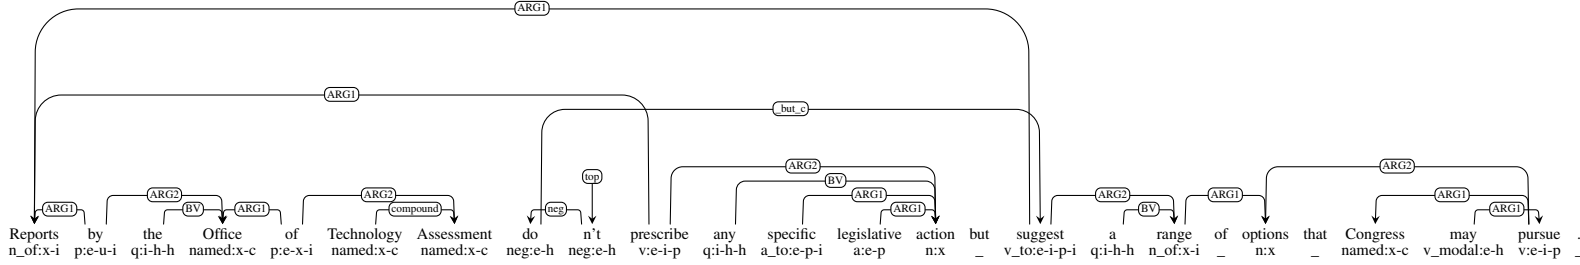 ARG1
ARG1
_but_c
top
ARG2
ARG2
BV
ARG2
ARG2
ARG1
ARG2
ARG1
ARG1
BV
ARG1
compound
neg
ARG1
BV
ARG1
Reports by the Office of Technology Assessment do n't prescribe any specific legislative action but suggest a range of options that Congress may pursue .
n_of:x-i p:e-u-i q:i-h-h named:x-c p:e-x-i named:x-c named:x-c neg:e-h neg:e-h v:e-i-p q:i-h-h a_to:e-p-i a:e-p n:x _ v_to:e-i-p-i q:i-h-h n_of:x-i _ n:x _ named:x-c v_modal:e-h v:e-i-p _